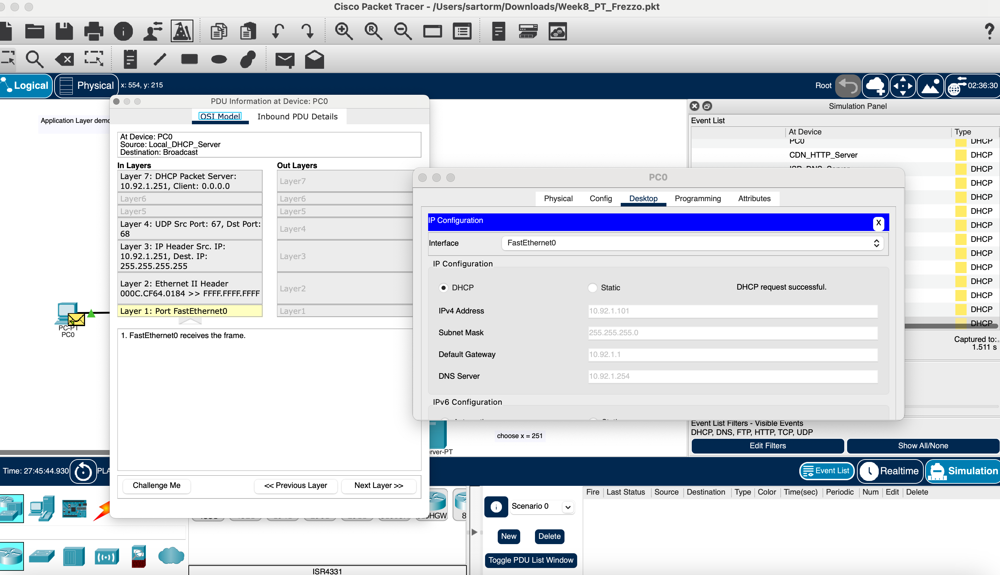 Cisco Packet Tracer - /Users/sartorm/Downloads/Week8_PT_Frezzo.pkt
Logical
Physical
x: 554, y: 215
Root
02:36:30
PDU Information at Device: PC0
OSI Model
Inbound PDU Details
At Device: PC0
Source: Local_DHCP_Server
Destination: Broadcast
In Layers
Out Layers
Layer 7: DHCP Packet Server:
10.92.1.251, Client: 0.0.0.0
Layer7
Layer6
Layer6
Layer5
Layer5
Layer 4: UDP Src Port: 67, Dst Port:
68
Layer4
Layer 3: IP Header Src. IP:
10.92.1.251, Dest. IP:
255.255.255.255
Layer3
Layer 2: Ethernet II Header
000C.CF64.0184 >> FFFF.FFFF.FFFF
Layer2
Layer 1: Port FastEthernet0
Layer1
1. FastEthernet0 receives the frame.
Challenge Me
<< Previous Layer
Next Layer >>
Application Layer
PC-PT
PC0
Simulation Panel
Event List
At Device
Type
PC0
DHCP
CDN_HTTP_Server
DHCP
DHCP
DHCP
DHCP
DHCP
DHCP
DHCP
DHCP
DHCP
DHCP
DHCP
DHCP
DHCP
Captured to:
1.511 s
PC0
Physical
Config
Desktop
Programming
Attributes
IP Configuration
X
Interface
FastEthernet0
IP Configuration
DHCP
Static
DHCP request successful.
IPv4 Address
10.92.1.101
Subnet Mask
255.255.255.0
Default Gateway
10.92.1.1
DNS Server
10.92.1.254
IPv6 Configuration
choose x = 251
rver-PT
Event List Filters - Visible Events
DHCP, DNS, FTP, HTTP, TCP, UDP
Edit Filters
Show All/None
Time: 27:45:44.930
PLA
Event List
Realtime
Simulation
HGW
8
ISR4331
Scenario 0
New
Delete
Toggle PDU List Window
Fire
Last Status
Source
Destination
Type
Color
Time(sec)
Periodic
Num
Edit
Delete